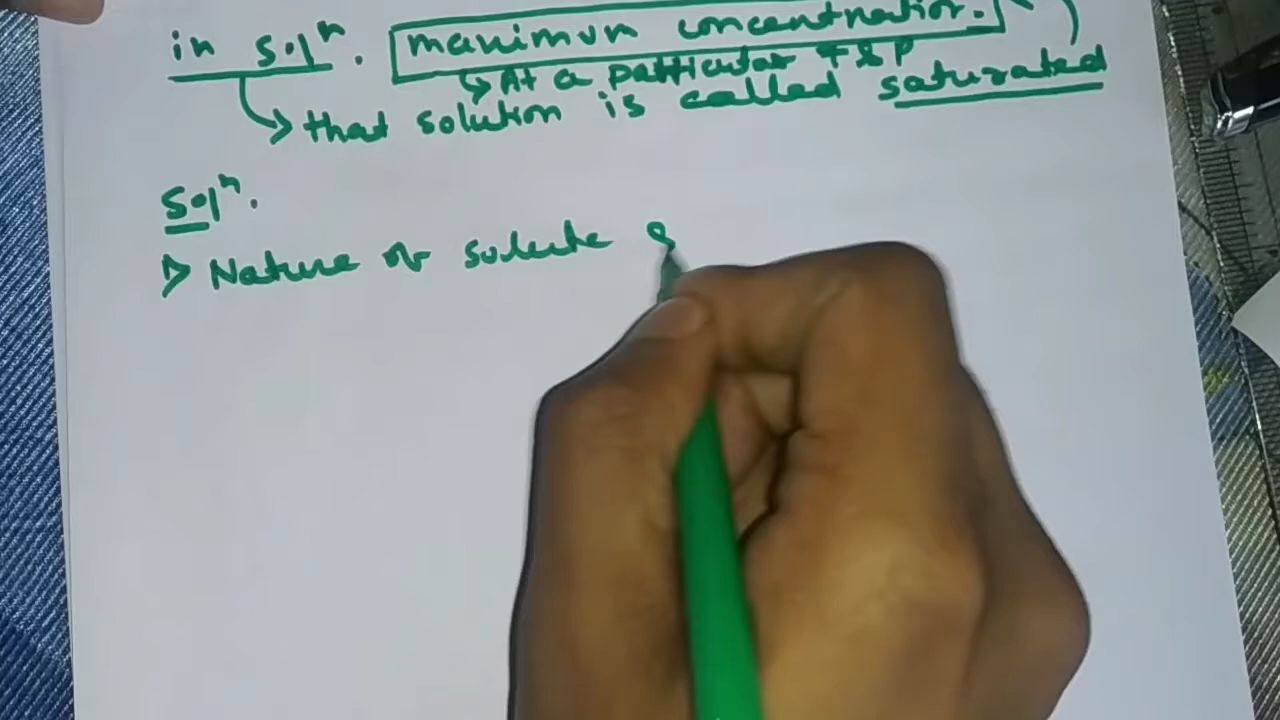 in solⁿ. maximum concentration. )
↳ At a particular T & P
↳ that solution is called saturated
Solⁿ.
▷ Nature of solute &